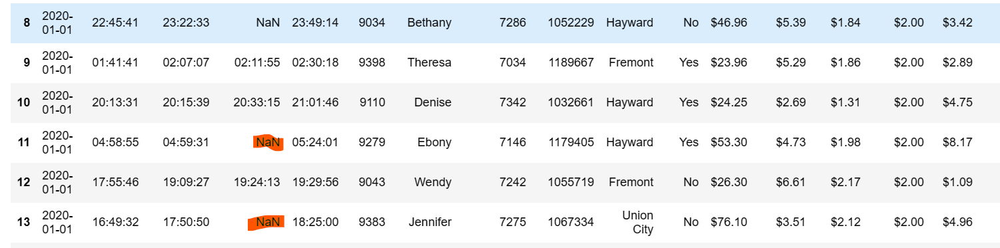 8 2020-01-01 22:45:41 23:22:33 NaN 23:49:14 9034 Bethany 7286 1052229 Hayward No $46.96 $5.39 $1.84 $2.00 $3.42
9 2020-01-01 01:41:41 02:07:07 02:11:55 02:30:18 9398 Theresa 7034 1189667 Fremont Yes $23.96 $5.29 $1.86 $2.00 $2.89
10 2020-01-01 20:13:31 20:15:39 20:33:15 21:01:46 9110 Denise 7342 1032661 Hayward Yes $24.25 $2.69 $1.31 $2.00 $4.75
11 2020-01-01 04:58:55 04:59:31 NaN 05:24:01 9279 Ebony 7146 1179405 Hayward Yes $53.30 $4.73 $1.98 $2.00 $8.17
12 2020-01-01 17:55:46 19:09:27 19:24:13 19:29:56 9043 Wendy 7242 1055719 Fremont No $26.30 $6.61 $2.17 $2.00 $1.09
13 2020-01-01 16:49:32 17:50:50 NaN 18:25:00 9383 Jennifer 7275 1067334 Union City No $76.10 $3.51 $2.12 $2.00 $4.96